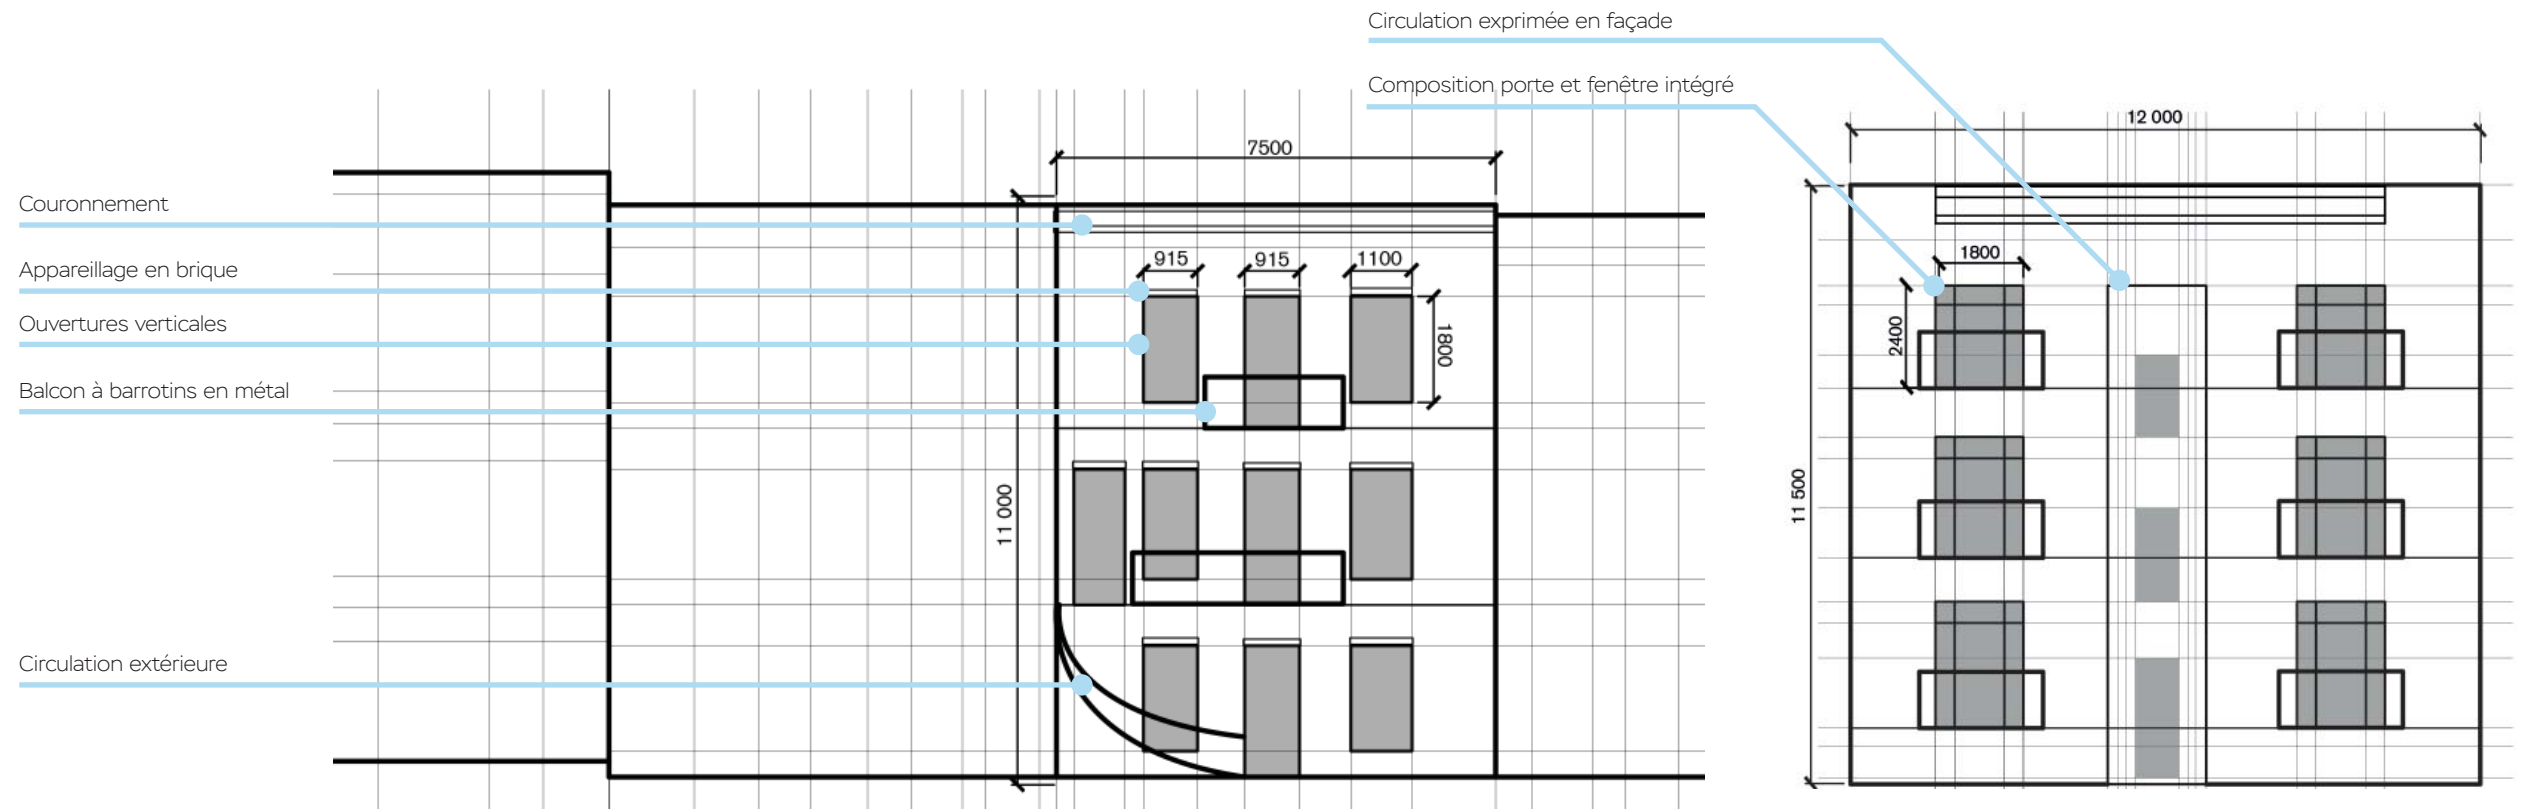 Circulation exprimée en façade
Composition porte et fenêtre intégré
12 000
7500
Couronnement
915
915
1100
1800
Appareillage en brique
Ouvertures verticales
1800
2400
Balcon à barrotins en métal
11 000
11 500
Circulation extérieure